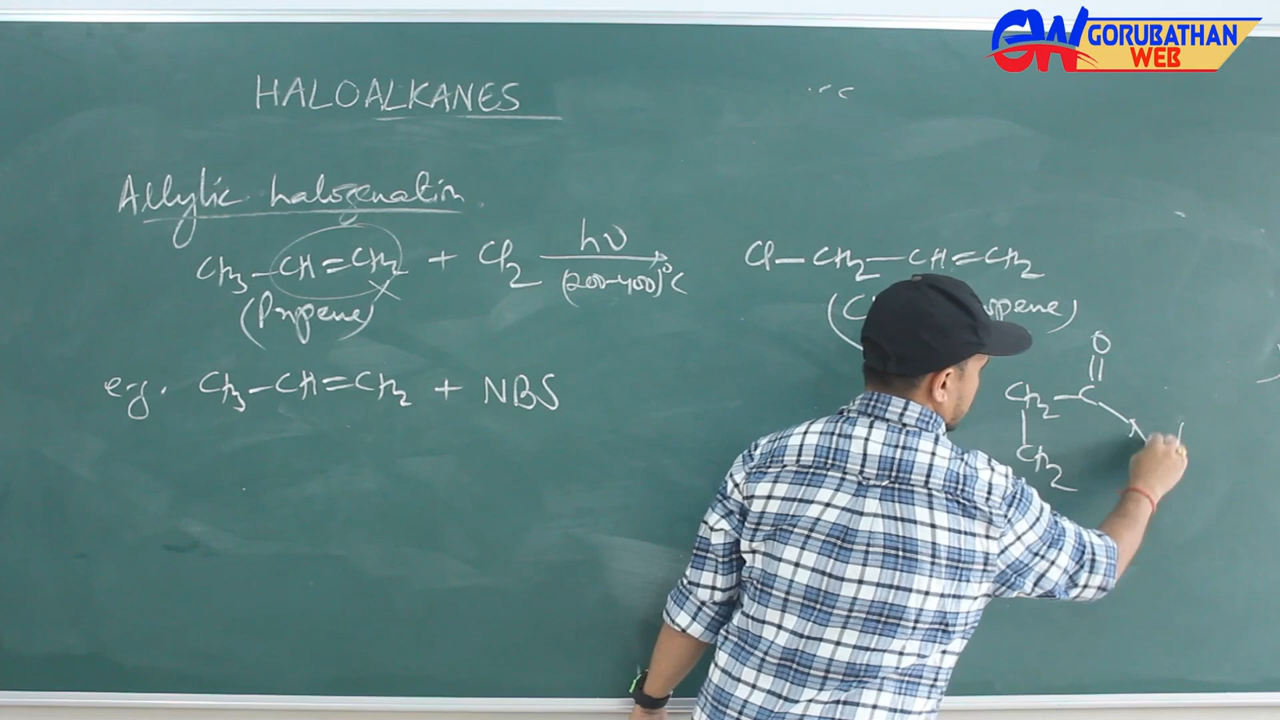 GORUBATHAN
WEB
HALOALKANES
Allylic halogenation.
CH3-CH=CH2 + Cl2 hν Cl-CH2-CH=CH2
(200-400)°C
(Propene)
e.g. CH3-CH=CH2 + NBS
O
CH2-C
CH2